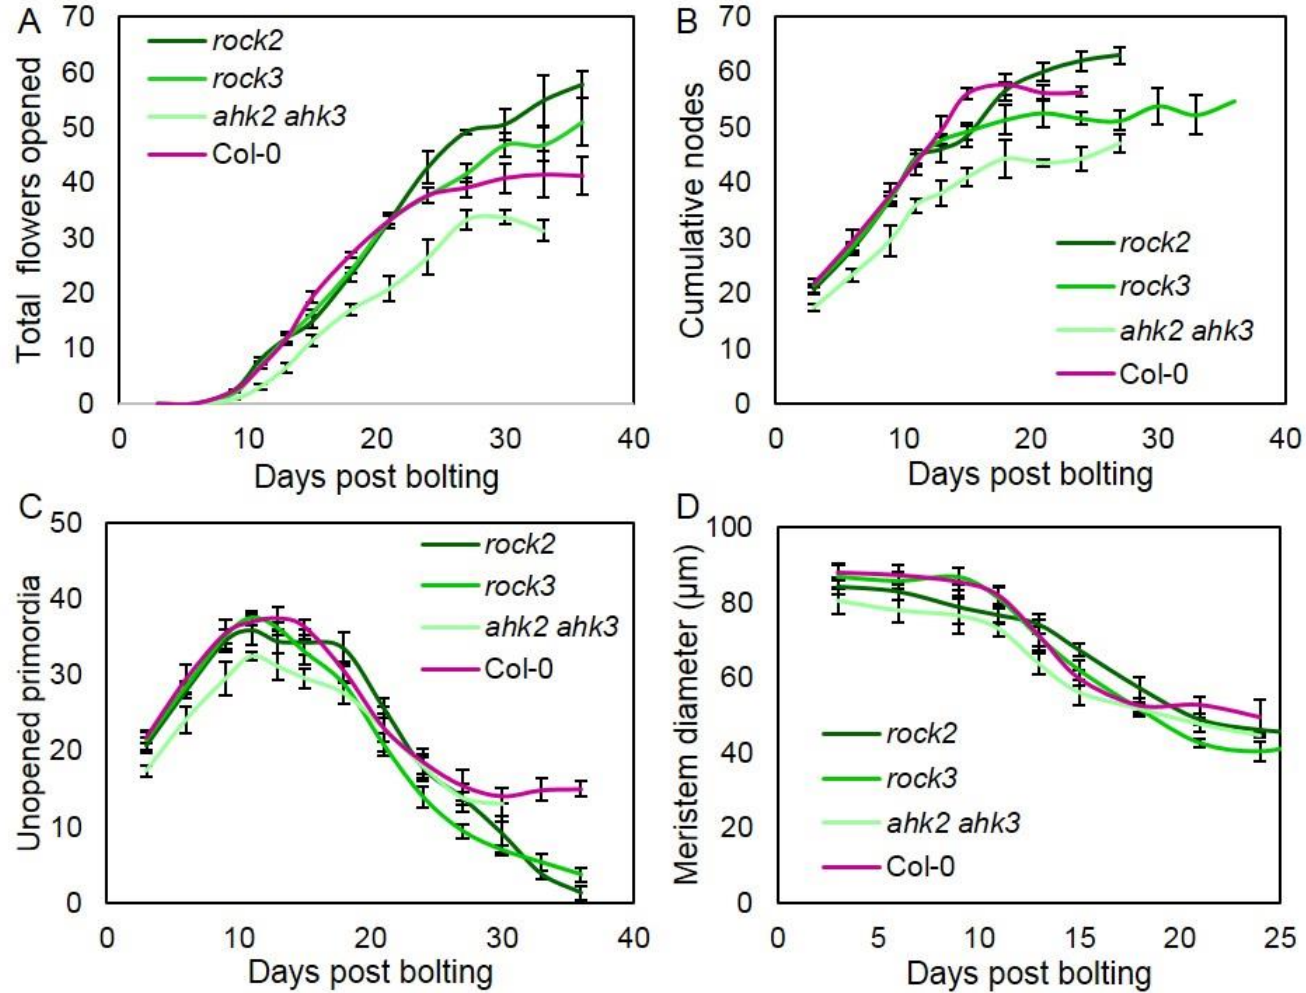 A
70
60
50
40
30
20
10
0
0 10 20 30 40
Total flowers opened
Days post bolting
rock2
rock3
ahk2 ahk3
Col-0
B
70
60
50
40
30
20
10
0
0 10 20 30 40
Cumulative nodes
Days post bolting
rock2
rock3
ahk2 ahk3
Col-0
C
50
40
30
20
10
0
0 10 20 30 40
Unopened primordia
Days post bolting
rock2
rock3
ahk2 ahk3
Col-0
D
100
80
60
40
20
0
0 5 10 15 20 25
Meristem diameter (µm)
Days post bolting
rock2
rock3
ahk2 ahk3
Col-0